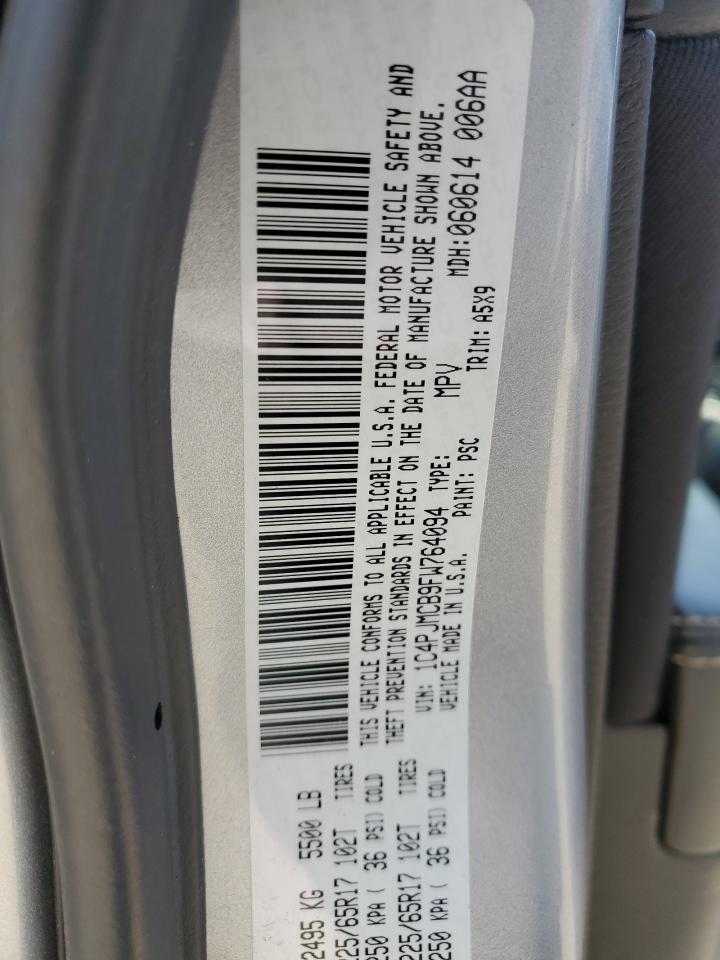 2495 KG 5500 LB
225/65R17 102T TIRES
250 KPA ( 36 PSI) COLD
225/65R17 102T TIRES
250 KPA ( 36 PSI) COLD
THIS VEHICLE CONFORMS TO ALL APPLICABLE U.S.A. FEDERAL MOTOR VEHICLE SAFETY AND
THEFT PREVENTION STANDARDS IN EFFECT ON THE DATE OF MANUFACTURE SHOWN ABOVE.
VIN: 1C4PJMCB9FW764094 TYPE: MPV MDH:060614 006AA
VEHICLE MADE IN U.S.A. PAINT: PSC TRIM: A5X9